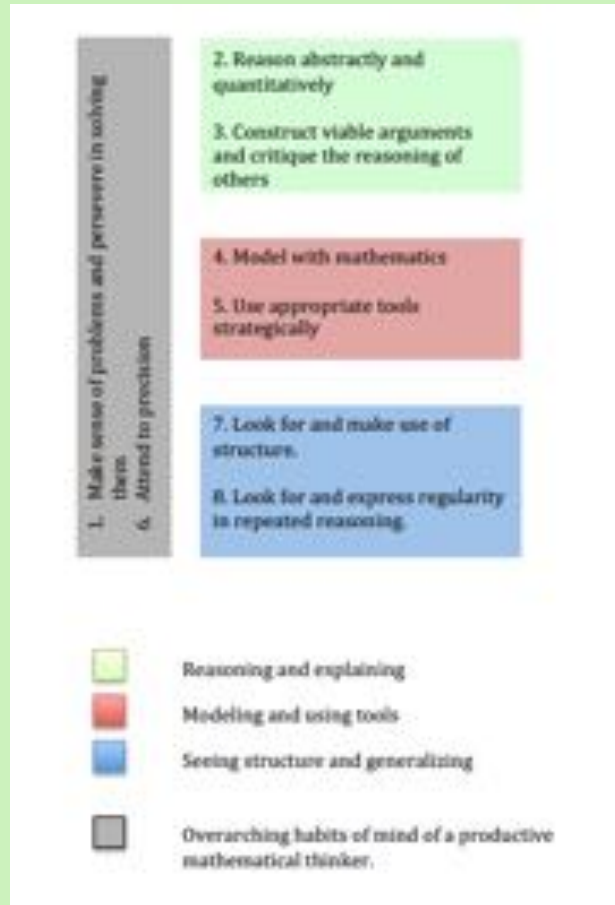 1. Make sense of problems and persevere in solving
them
6. Attend to precision
2. Reason abstractly and
quantitatively
3. Construct viable arguments
and critique the reasoning of
others
4. Model with mathematics
5. Use appropriate tools
strategically
7. Look for and make use of
structure.
8. Look for and express regularity
in repeated reasoning.
Reasoning and explaining
Modeling and using tools
Seeing structure and generalizing
Overarching habits of mind of a productive
mathematical thinker.